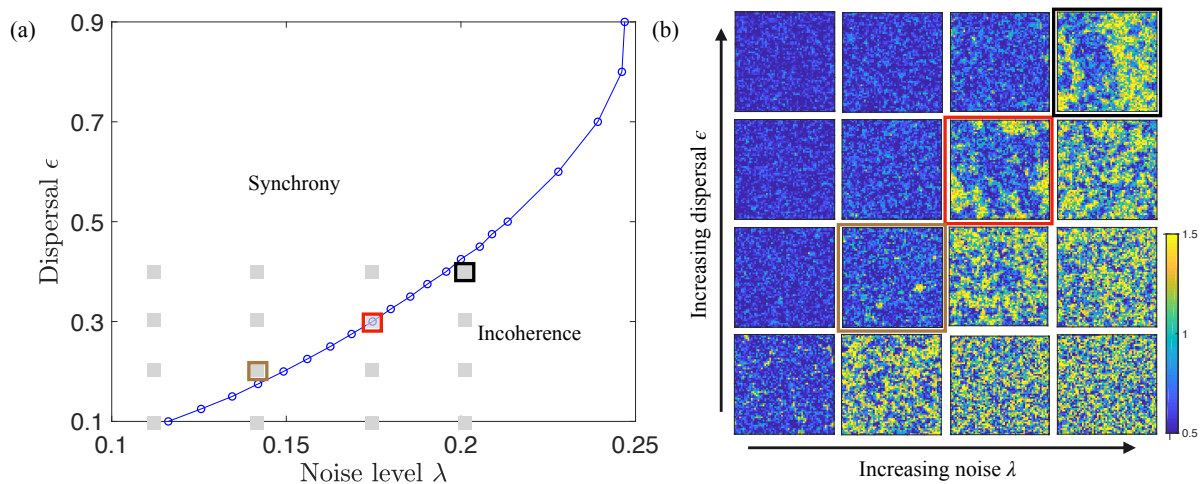 (a)
0.9
0.7
0.5
0.3
0.1
Dispersal ϵ
Synchrony
Incoherence
0.1
0.15
0.2
0.25
Noise level λ
(b)
Increasing dispersal ϵ
Increasing noise λ
1.5
1
0.5